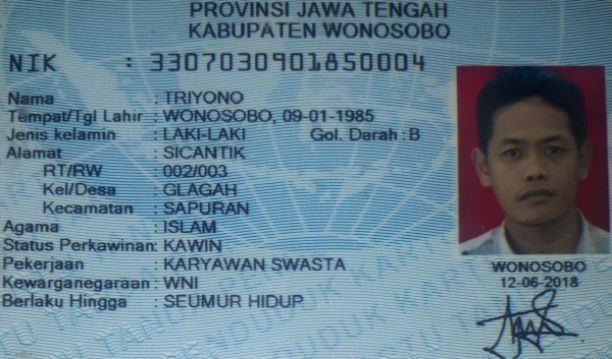 PROVINSI JAWA TENGAH
KABUPATEN WONOSOBO
NIK : 3307030901850004
Nama : TRIYONO
Tempat/Tgl Lahir : WONOSOBO, 09-01-1985
Jenis kelamin : LAKI-LAKI Gol. Darah : B
Alamat : SICANTIK
RT/RW : 002/003
Kel/Desa : GLAGAH
Kecamatan : SAPURAN
Agama : ISLAM
Status Perkawinan: KAWIN
Pekerjaan : KARYAWAN SWASTA
Kewarganegaraan : WNI
Berlaku Hingga : SEUMUR HIDUP
WONOSOBO
12-06-2018